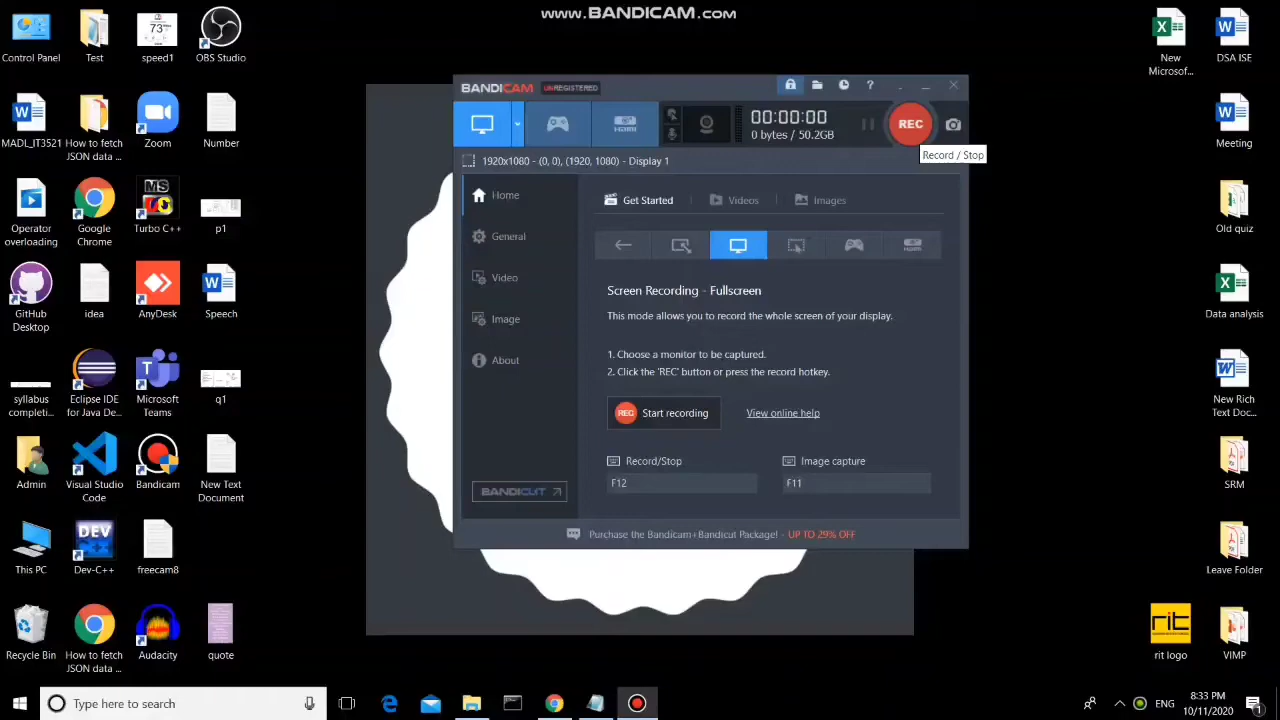 www.BANDICAM.com
Control Panel
Test
speed1
OBS Studio
MADL_IT3521
How to fetch
JSON data ...
Zoom
Number
Operator
overloading
Google
Chrome
Turbo C++
p1
GitHub
Desktop
idea
AnyDesk
Speech
syllabus
completi...
Eclipse IDE
for Java De...
Microsoft
Teams
q1
Admin
Visual Studio
Code
Bandicam
New Text
Document
This PC
Dev-C++
freecam8
Recycle Bin
How to fetch
JSON data ...
Audacity
quote
MS
DEV
BANDICAM UNREGISTERED
HDMI
00:00:00
0 bytes / 50.2GB
REC
Record / Stop
1920x1080 - (0, 0), (1920, 1080) - Display 1
Home
General
Video
Image
About
BANDICUT
Get Started
Videos
Images
HDMI
Screen Recording - Fullscreen
This mode allows you to record the whole screen of your display.
1. Choose a monitor to be captured.
2. Click the 'REC' button or press the record hotkey.
REC Start recording
View online help
Record/Stop
F12
Image capture
F11
Purchase the Bandicam+Bandicut Package! - UP TO 29% OFF
New
Microsof...
DSA ISE
Meeting
Old quiz
Data analysis
New Rich
Text Doc...
SRM
Leave Folder
rit
rit logo
VIMP
Type here to search
ENG
8:33 PM
10/11/2020
1